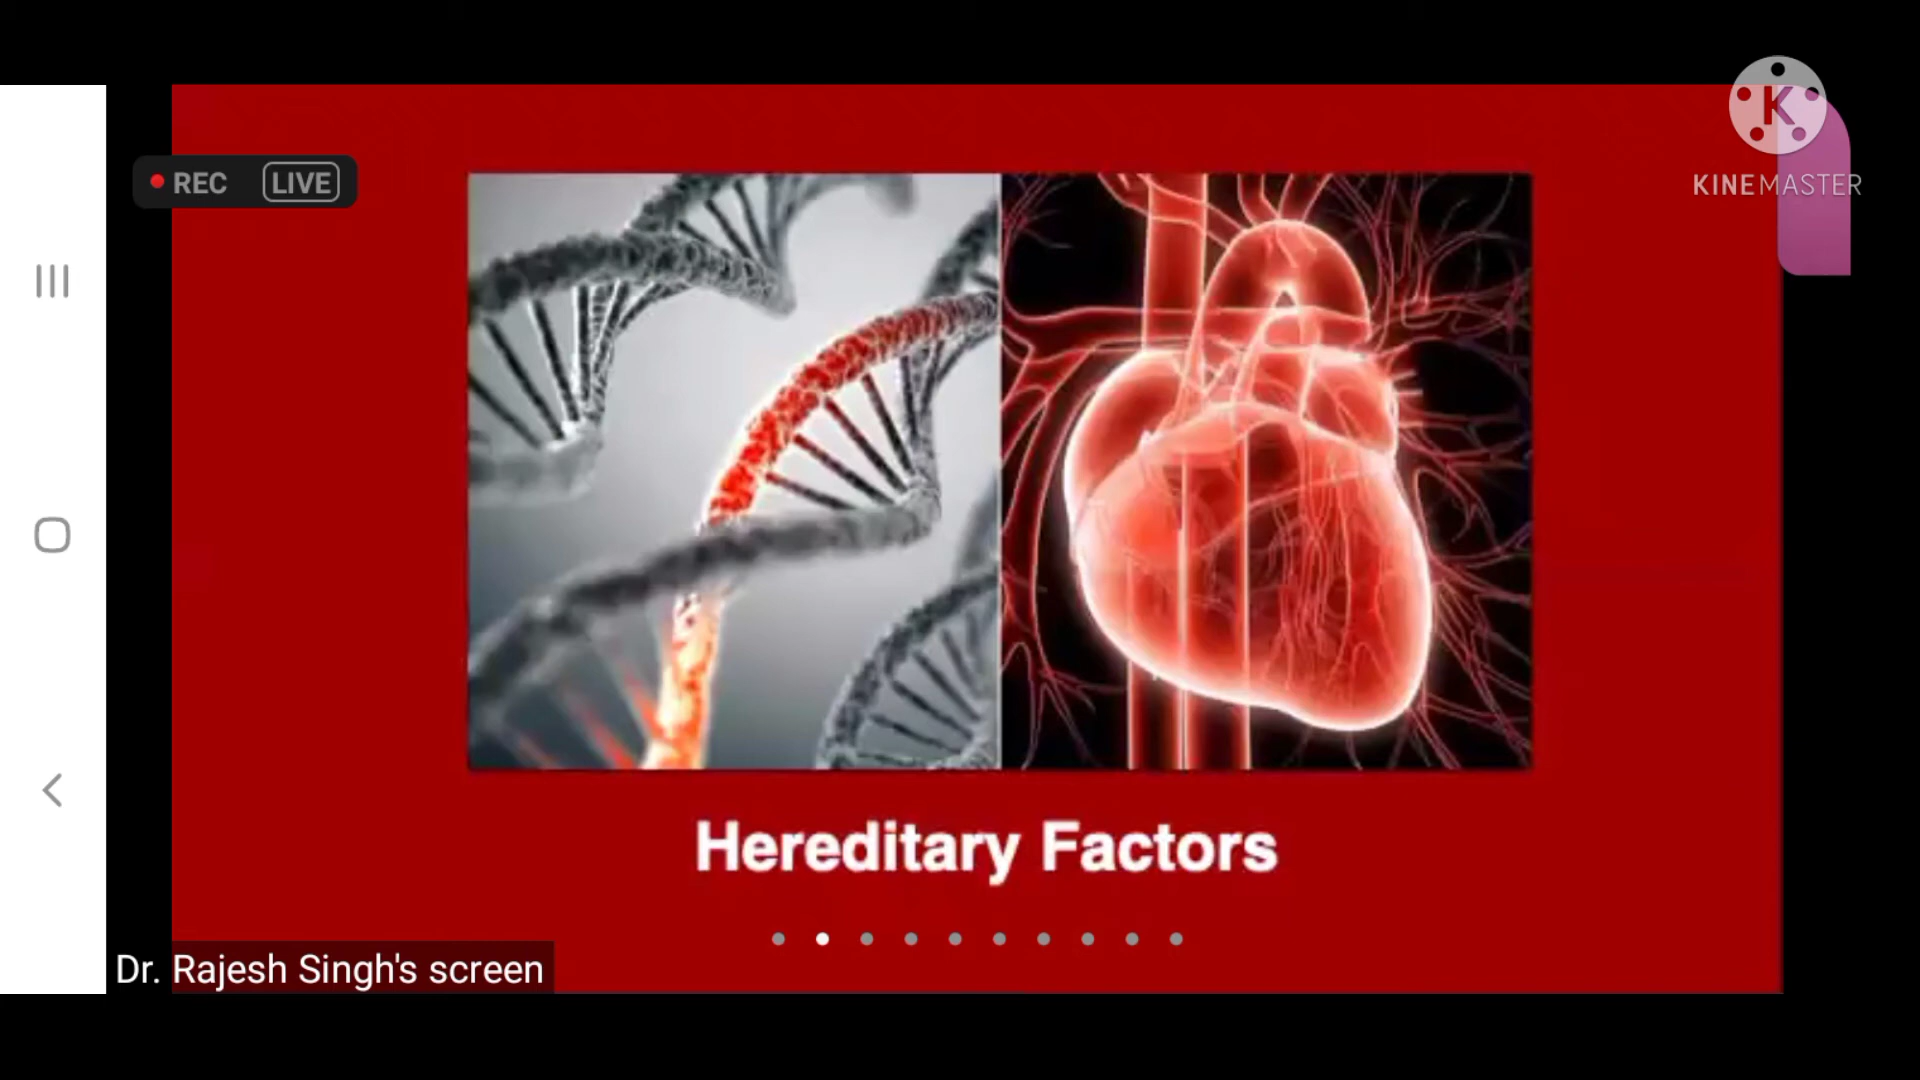 K
KINEMASTER
REC LIVE
Hereditary Factors
Dr. Rajesh Singh's screen